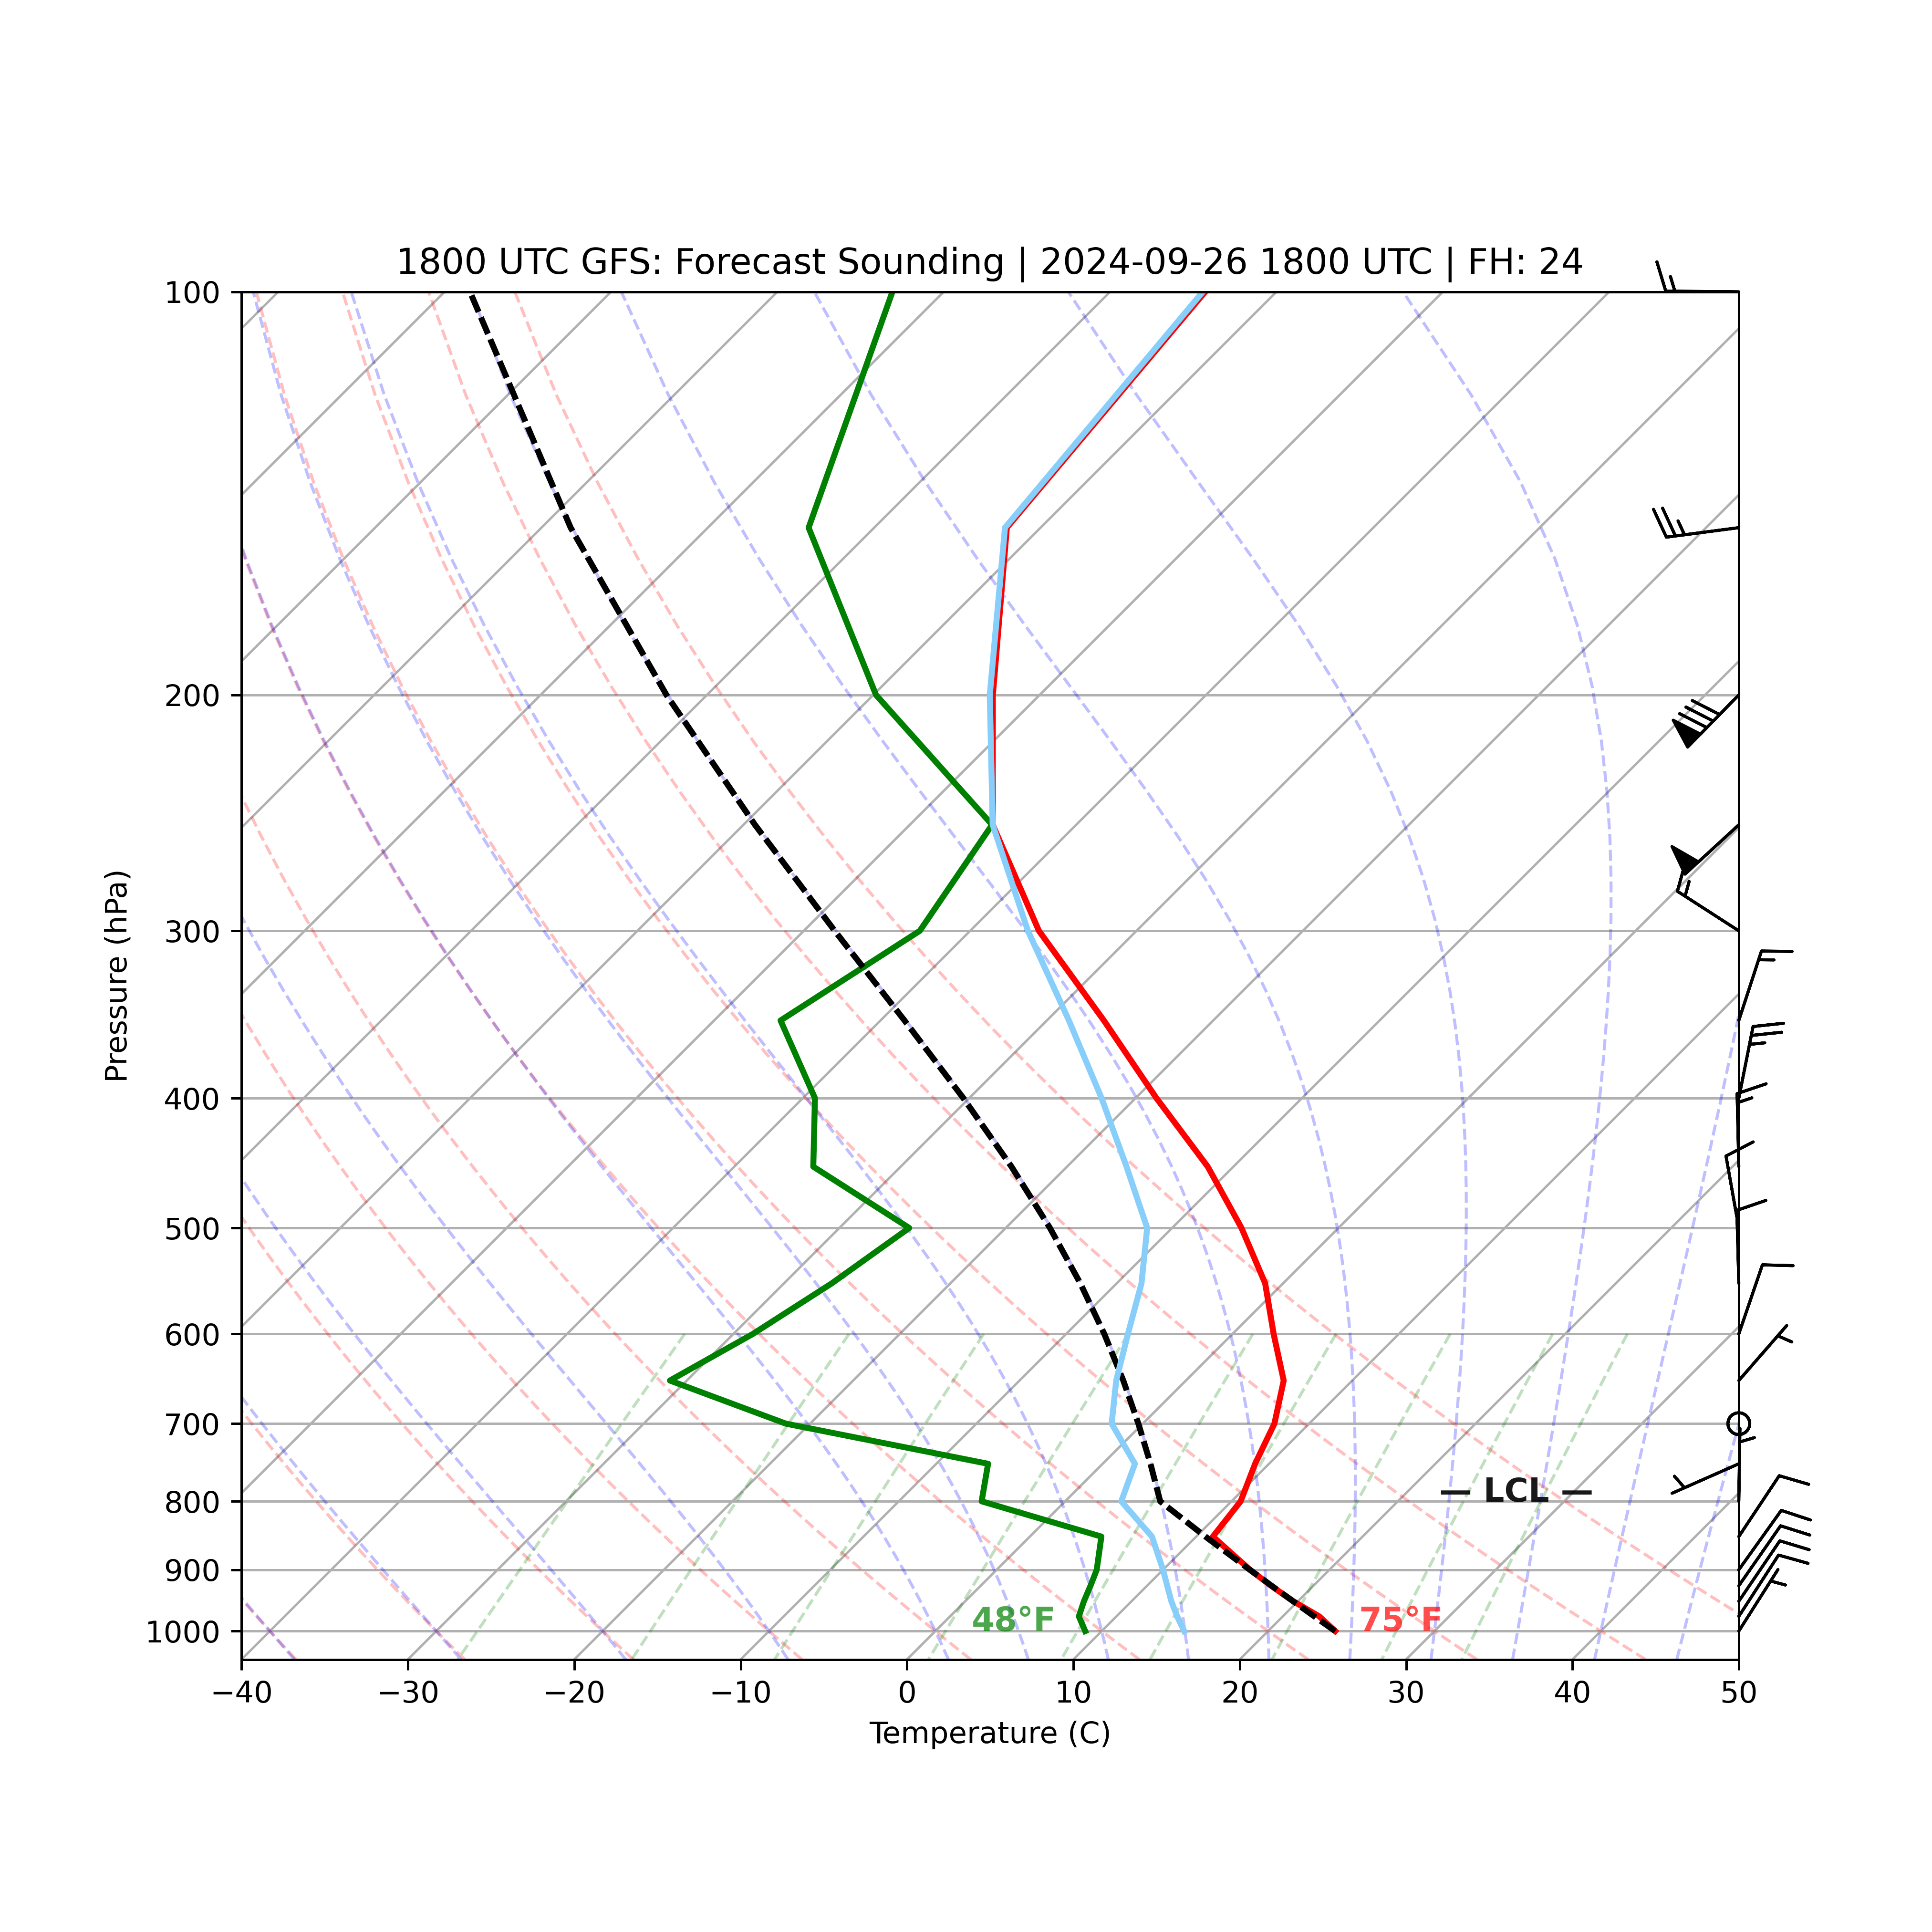 1800 UTC GFS: Forecast Sounding | 2024-09-26 1800 UTC | FH: 24
100
200
300
400
500
600
700
800
900
1000
Pressure (hPa)
— LCL —
48°F
75°F
−40 −30 −20 −10 0 10 20 30 40 50
Temperature (C)